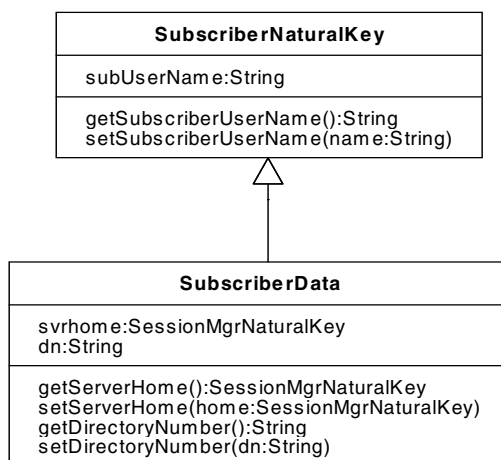 SubscriberNaturalKey
subUserName:String
getSubscriberUserName():String
setSubscriberUserName(name:String)
SubscriberData
svrhome:SessionMgrNaturalKey
dn:String
getServerHome():SessionMgrNaturalKey
setServerHome(home:SessionMgrNaturalKey)
getDirectoryNumber():String
setDirectoryNumber(dn:String)